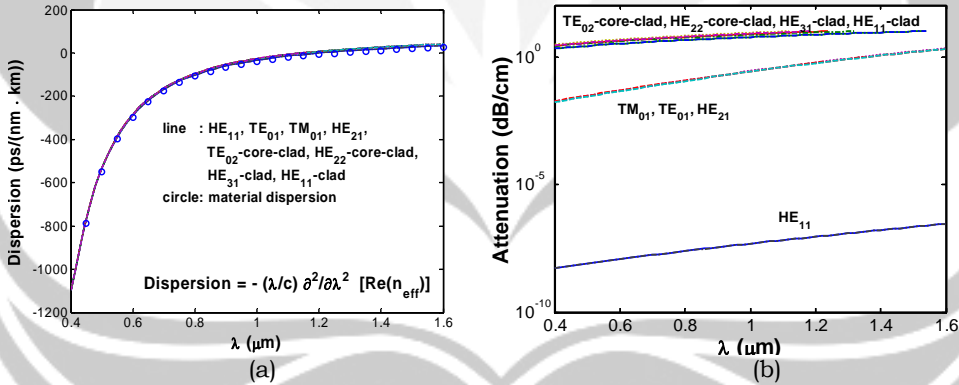 200
0
-200
-400
-600
-800
-1000
-1200
Dispersion (ps/(nm · km))
line : HE11, TE01, TM01, HE21,
TE02-core-clad, HE22-core-clad,
HE31-clad, HE11-clad
circle: material dispersion
Dispersion = - (λ/c) ∂²/∂λ² [Re(neff)]
0.4 0.6 0.8 1 1.2 1.4 1.6
λ (μm)
(a)
TE02-core-clad, HE22-core-clad, HE31-clad, HE11-clad
10^0
10^-5
10^-10
Attenuation (dB/cm)
TM01, TE01, HE21
HE11
0.4 0.6 0.8 1 1.2 1.4 1.6
λ (μm)
(b)